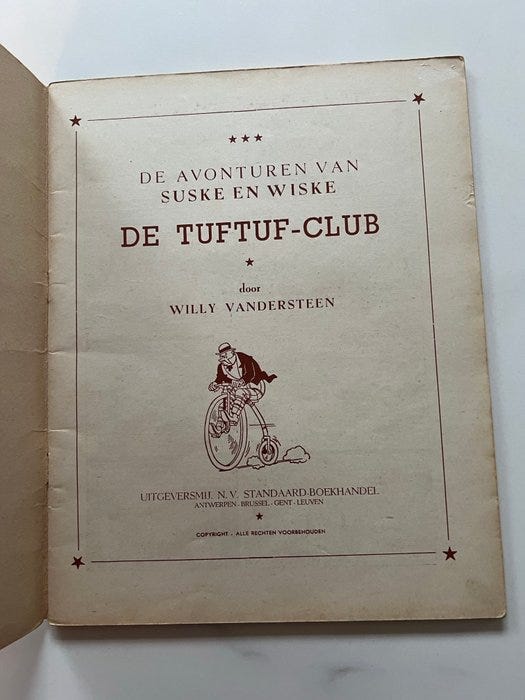 DE AVONTUREN VAN
SUSKE EN WISKE
DE TUFTUF-CLUB
door
WILLY VANDERSTEEN
UITGEVERSMIJ. N.V. STANDAARD-BOEKHANDEL
ANTWERPEN - BRUSSEL - GENT - LEUVEN
COPYRIGHT - ALLE RECHTEN VOORBEHOUDEN